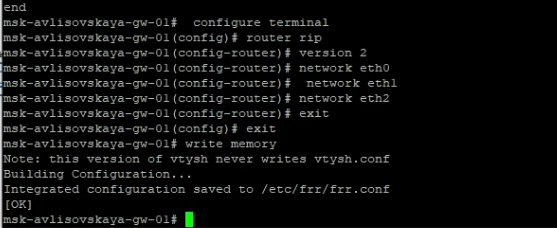 end
msk-avlisovskaya-gw-01#  configure terminal
msk-avlisovskaya-gw-01(config)# router rip
msk-avlisovskaya-gw-01(config-router)# version 2
msk-avlisovskaya-gw-01(config-router)# network eth0
msk-avlisovskaya-gw-01(config-router)#  network eth1
msk-avlisovskaya-gw-01(config-router)# network eth2
msk-avlisovskaya-gw-01(config-router)# exit
msk-avlisovskaya-gw-01(config)# exit
msk-avlisovskaya-gw-01# write memory
Note: this version of vtysh never writes vtysh.conf
Building Configuration...
Integrated configuration saved to /etc/frr/frr.conf
[OK]
msk-avlisovskaya-gw-01#